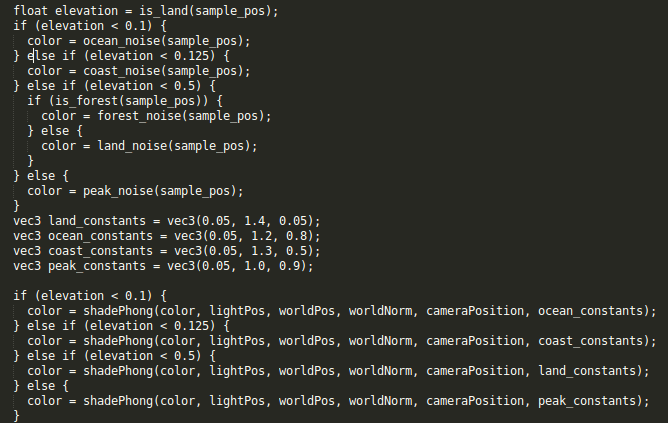 float elevation = is_land(sample_pos);
if (elevation < 0.1) {
  color = ocean_noise(sample_pos);
} else if (elevation < 0.125) {
  color = coast_noise(sample_pos);
} else if (elevation < 0.5) {
  if (is_forest(sample_pos)) {
    color = forest_noise(sample_pos);
  } else {
    color = land_noise(sample_pos);
  }
} else {
  color = peak_noise(sample_pos);
}
vec3 land_constants = vec3(0.05, 1.4, 0.05);
vec3 ocean_constants = vec3(0.05, 1.2, 0.8);
vec3 coast_constants = vec3(0.05, 1.3, 0.5);
vec3 peak_constants = vec3(0.05, 1.0, 0.9);

if (elevation < 0.1) {
  color = shadePhong(color, lightPos, worldPos, worldNorm, cameraPosition, ocean_constants);
} else if (elevation < 0.125) {
  color = shadePhong(color, lightPos, worldPos, worldNorm, cameraPosition, coast_constants);
} else if (elevation < 0.5) {
  color = shadePhong(color, lightPos, worldPos, worldNorm, cameraPosition, land_constants);
} else {
  color = shadePhong(color, lightPos, worldPos, worldNorm, cameraPosition, peak_constants);
}